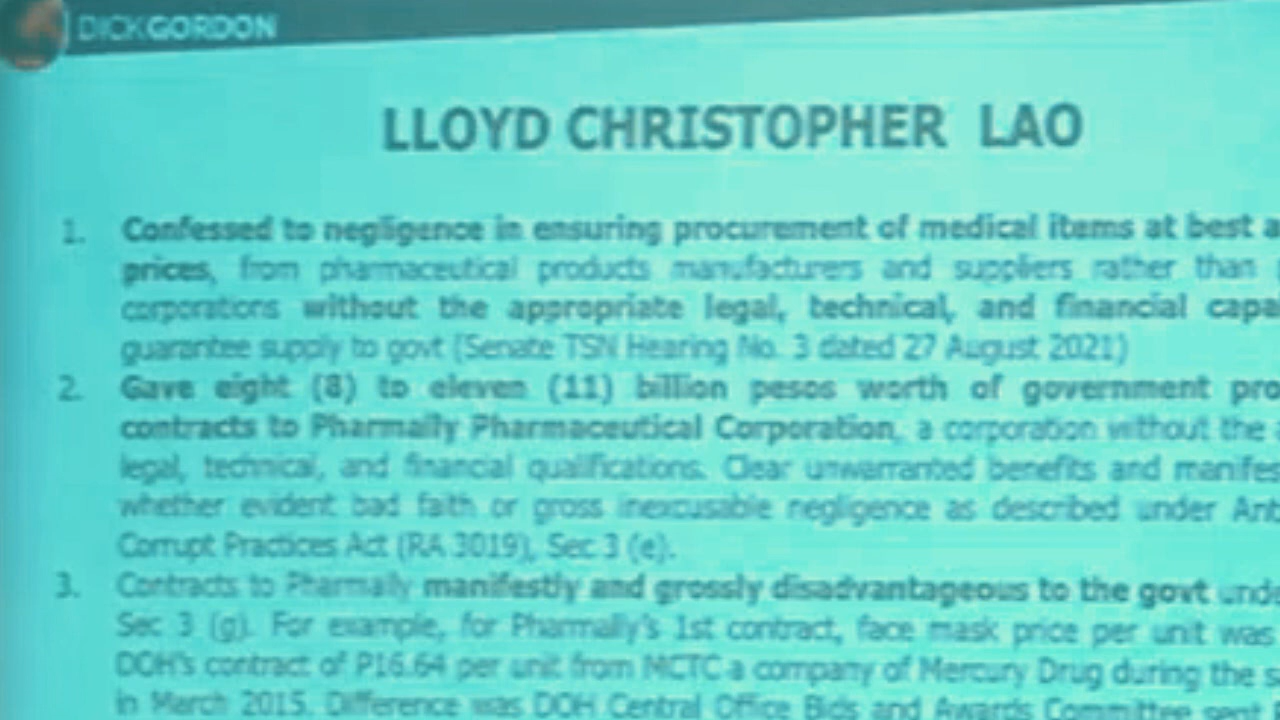 DICKGORDON
LLOYD CHRISTOPHER LAO
1. Confessed to negligence in ensuring procurement of medical items at best a
prices, from pharmaceutical products manufacturers and suppliers rather than
corporations without the appropriate legal, technical, and financial capa
guarantee supply to govt (Senate TSN Hearing No. 3 dated 27 August 2021)
2. Gave eight (8) to eleven (11) billion pesos worth of government pro
contracts to Pharmally Pharmaceutical Corporation, a corporation without the
legal, technical, and financial qualifications. Clear unwarranted benefits and manifes
whether evident bad faith or gross inexcusable negligence as described under Ant
Corrupt Practices Act (RA 3019), Sec 3 (e).
3. Contracts to Pharmally manifestly and grossly disadvantageous to the govt unde
Sec 3 (g). For example, for Pharmally's 1st contract, face mask price per unit was
DOH's contract of P16.64 per unit from MCTC a company of Mercury Drug during the s
in March 2015. Difference was DOH Central Office Bids and Awards Committee sent